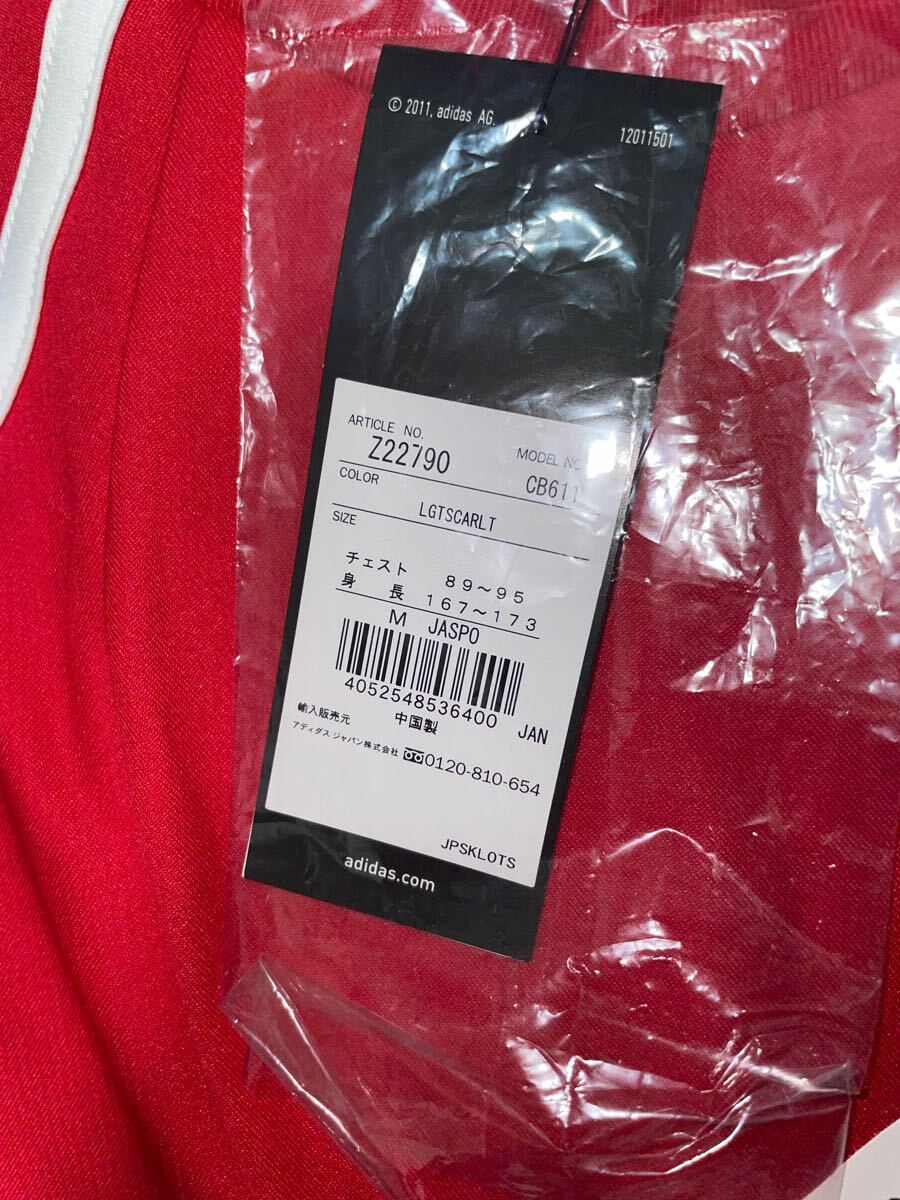 © 2011, adidas AG.
12011501
ARTICLE NO.
Z22790
MODEL NO
CB611
COLOR
LGTSCARLT
SIZE
チェスト 89～95
身 長 167～173
M JASPO
4052548536400 JAN
輸入販売元 中国製
アディダス ジャパン株式会社 0120-810-654
JPSKLOTS
adidas.com